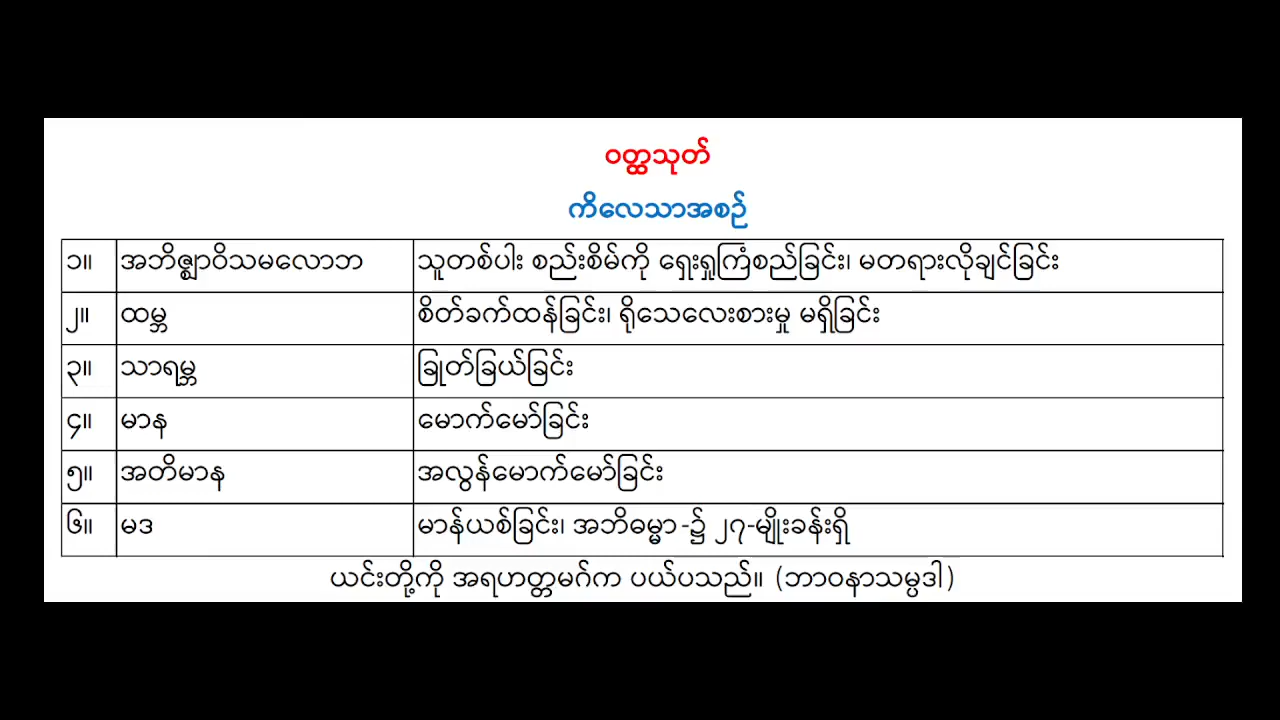 ဝတ္ထသုတ်
ကိလေသာအစဉ်
၁။ အဘိဇ္ဈာဝိသမလောဘ သူတစ်ပါး စည်းစိမ်ကို ရှေးရှုကြံစည်ခြင်း၊ မတရားလိုချင်ခြင်း
၂။ ထမ္ဘ စိတ်ခက်ထန်ခြင်း၊ ရိုသေလေးစားမှု မရှိခြင်း
၃။ သာရမ္ဘ ခြုတ်ခြယ်ခြင်း
၄။ မာန မောက်မော်ခြင်း
၅။ အတိမာန အလွန်မောက်မော်ခြင်း
၆။ မဒ မာန်ယစ်ခြင်း၊ အဘိဓမ္မာ-၌ ၂၇-မျိုးခန်းရှိ
ယင်းတို့ကို အရဟတ္တမဂ်က ပယ်ပသည်။ (ဘာဝနာသမ္ပဒါ)